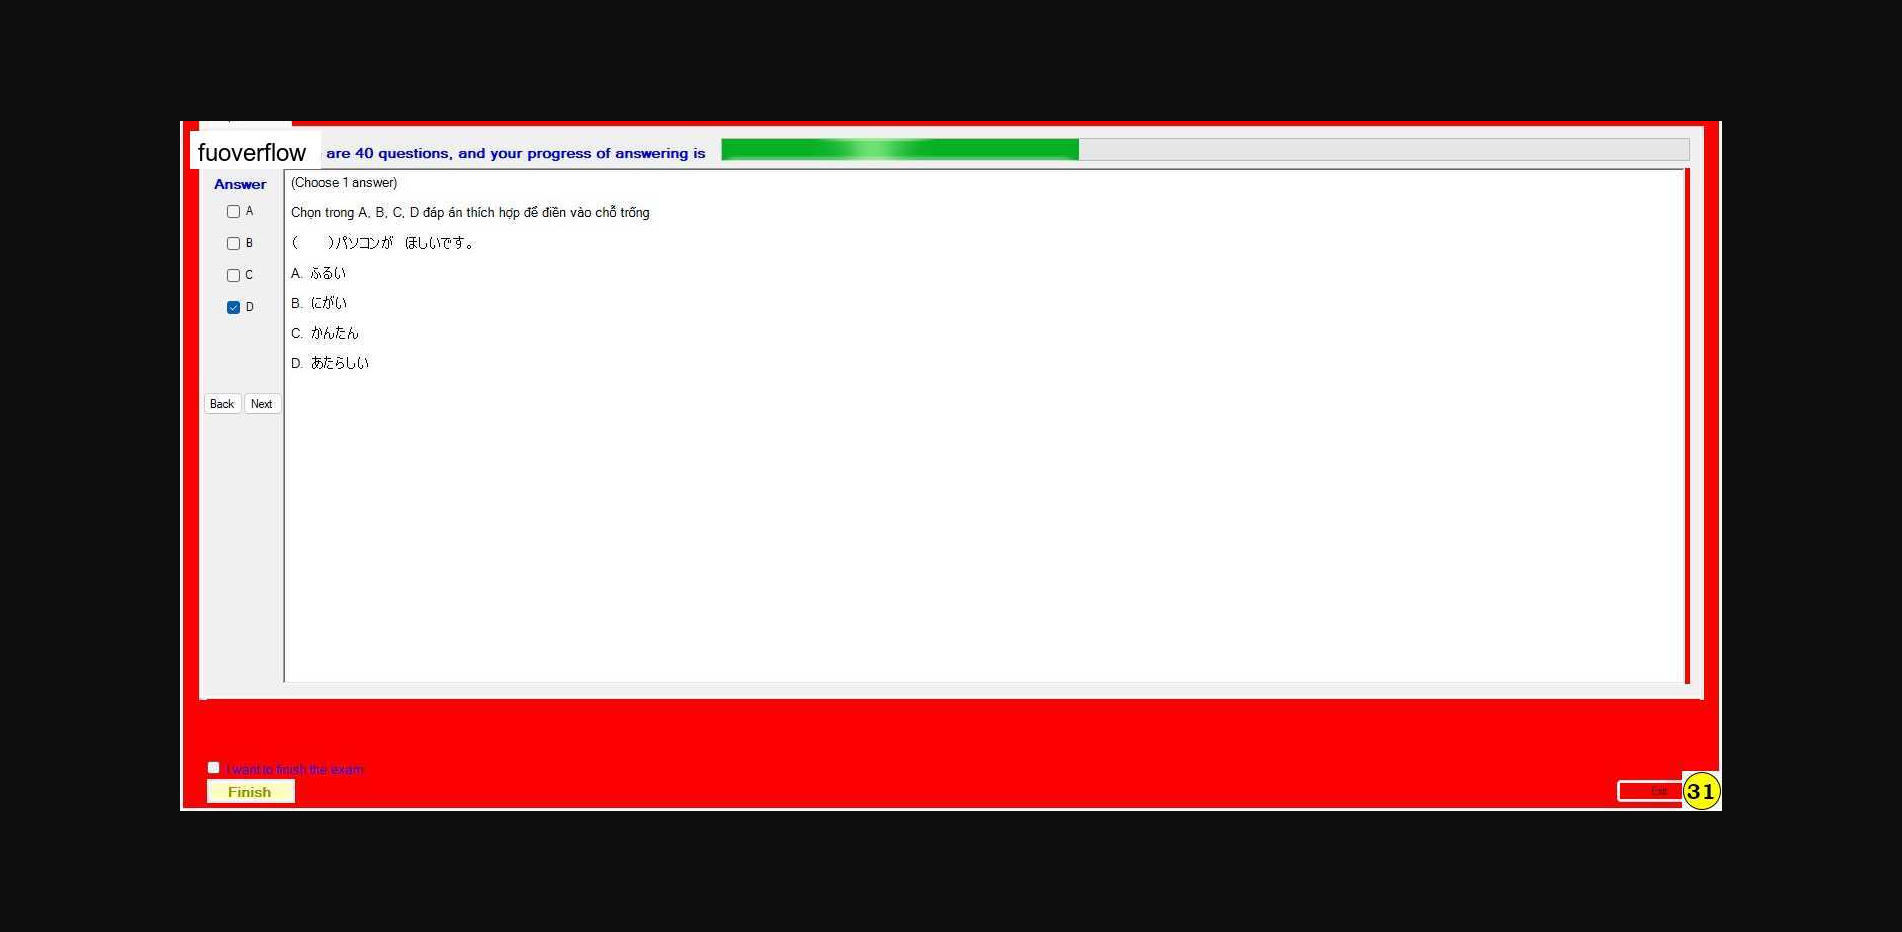 fuoverflow are 40 questions, and your progress of answering is
Answer
(Choose 1 answer)
A
Chọn trong A, B, C, D đáp án thích hợp để điền vào chỗ trống
B
(　　)パソコンが　ほしいです。
C
A. ふるい
D
B. にがい
C. かんたん
D. あたらしい
Back Next
I want to finish the exam
Finish
Exit
31